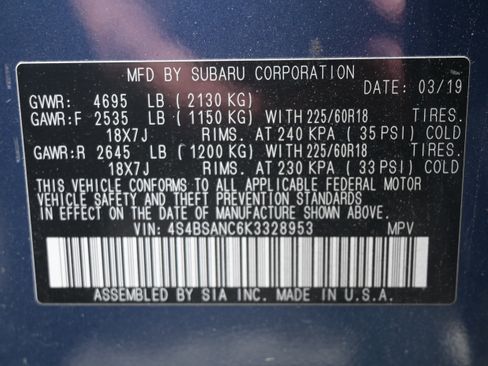 MFD BY SUBARU CORPORATION
DATE: 03/19
GVWR: 4695 LB (2130 KG)
GAWR:F 2535 LB (1150 KG) WITH 225/60R18 TIRES.
18X7J RIMS. AT 240 KPA (35 PSI) COLD
GAWR:R 2645 LB (1200 KG) WITH 225/60R18 TIRES.
18X7J RIMS. AT 230 KPA (33 PSI) COLD
THIS VEHICLE CONFORMS TO ALL APPLICABLE FEDERAL MOTOR
VEHICLE SAFETY AND THEFT PREVENTION STANDARDS
IN EFFECT ON THE DATE OF MANUFACTURE SHOWN ABOVE.
VIN: 4S4BSANC6K3328953 MPV
ASSEMBLED BY SIA INC. MADE IN U.S.A.